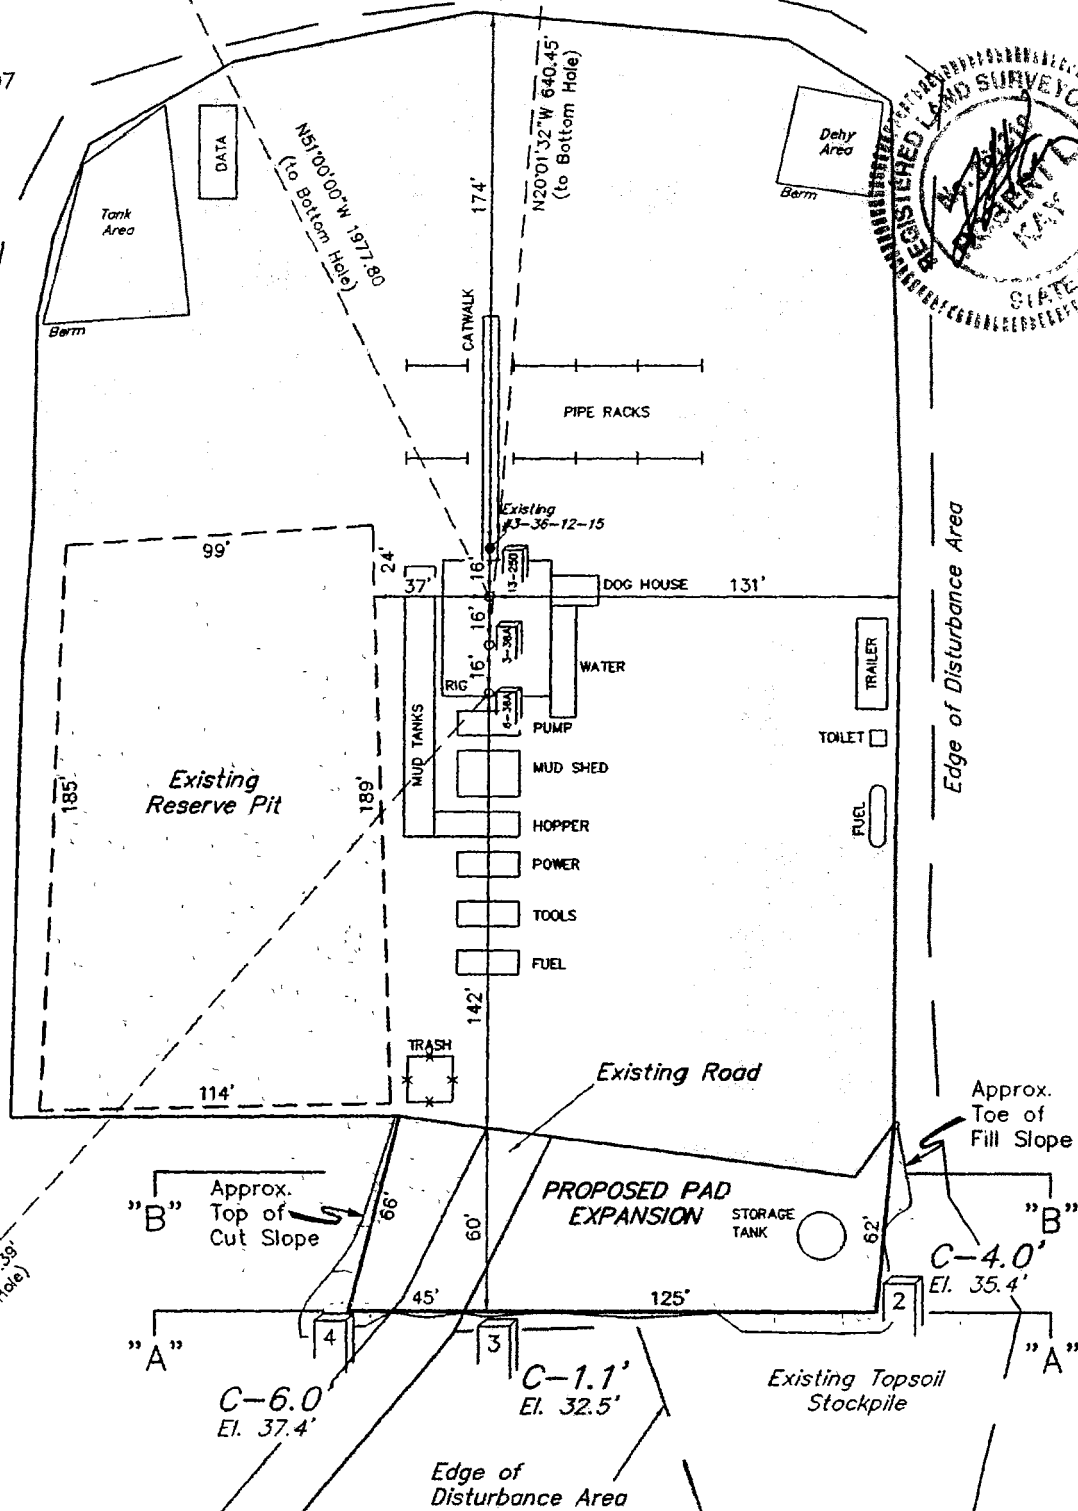 N51°00'00"W 1977.80
(to Bottom Hole)
N20°01'32"W 640.45'
(to Bottom Hole)
174'
DATA
Tank
Area
Berm
Dehy
Area
Berm
REGISTERED LAND SURVEYO
KAY
STATE
CATWALK
PIPE RACKS
Existing
#3-36-12-15
99'
24'
37'
16'
16'
16'
DOG HOUSE
131'
3-36A
6-36A
RIG
WATER
MUD TANKS
PUMP
MUD SHED
HOPPER
POWER
TOOLS
FUEL
TRAILER
TOILET
FUEL
Edge of Disturbance Area
Existing
Reserve Pit
185'
189'
142'
TRASH
114'
Existing Road
Approx.
Toe of
Fill Slope
"B"
Approx.
Top of
Cut Slope
66'
60'
PROPOSED PAD
EXPANSION
STORAGE
TANK
62'
"B"
C-4.0'
El. 35.4'
45'
125'
2
"A"
4
3
"A"
C-6.0'
El. 37.4'
C-1.1'
El. 32.5'
Existing Topsoil
Stockpile
Edge of
Disturbance Area